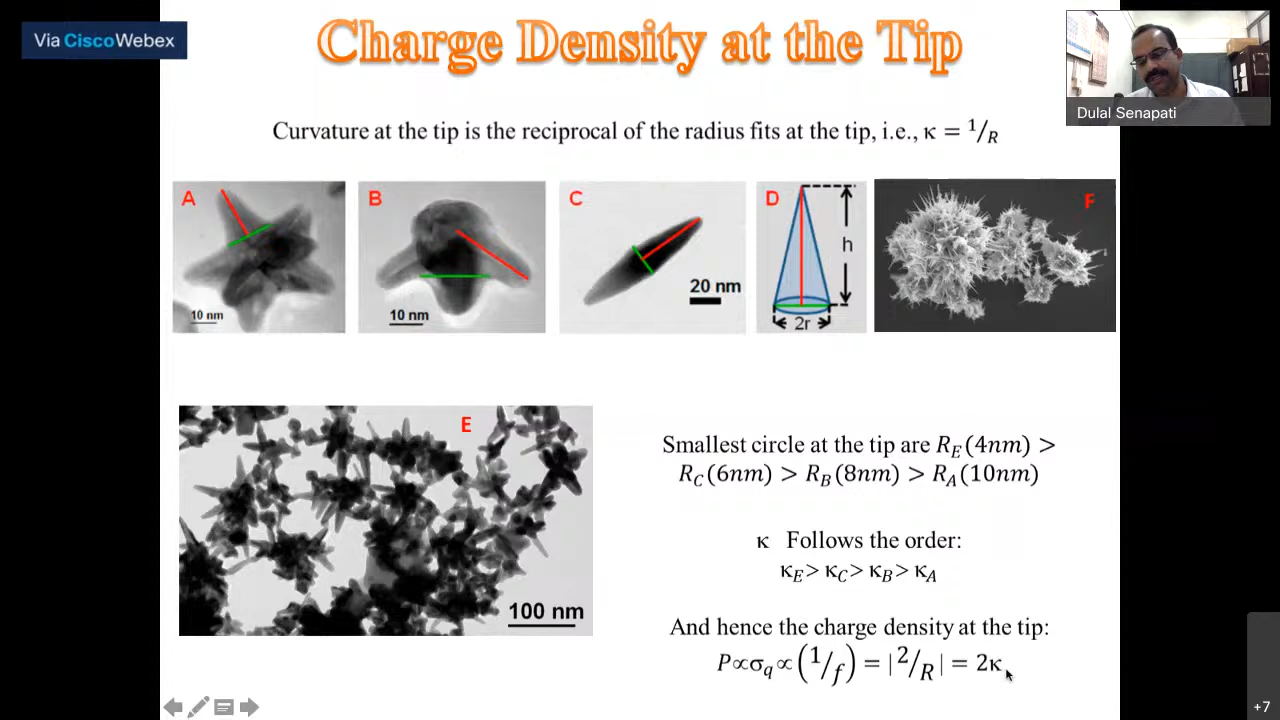 Via Cisco Webex
Charge Density at the Tip
Dulal Senapati
Curvature at the tip is the reciprocal of the radius fits at the tip, i.e., κ = 1/R
A
10 nm
B
10 nm
C
20 nm
D
h
2r
F
E
100 nm
Smallest circle at the tip are R_E(4nm) >
R_C(6nm) > R_B(8nm) > R_A(10nm)
κ Follows the order:
κ_E> κ_C> κ_B> κ_A
And hence the charge density at the tip:
P∝σ_q∝(1/f) = |2/R| = 2κ
+7